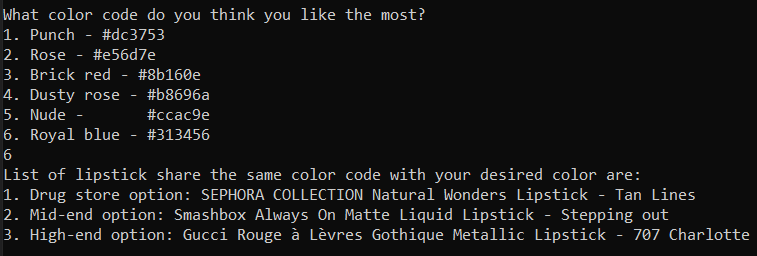 What color code do you think you like the most?
1. Punch - #dc3753
2. Rose - #e56d7e
3. Brick red - #8b160e
4. Dusty rose - #b8696a
5. Nude -       #ccac9e
6. Royal blue - #313456
6
List of lipstick share the same color code with your desired color are:
1. Drug store option: SEPHORA COLLECTION Natural Wonders Lipstick - Tan Lines
2. Mid-end option: Smashbox Always On Matte Liquid Lipstick - Stepping out
3. High-end option: Gucci Rouge à Lèvres Gothique Metallic Lipstick - 707 Charlotte